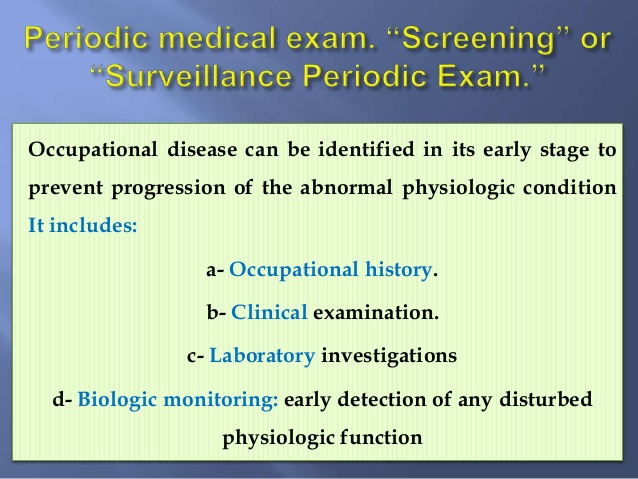 Periodic medical exam. “Screening” or
“Surveillance Periodic Exam.”
Occupational disease can be identified in its early stage to
prevent progression of the abnormal physiologic condition
It includes:
a- Occupational history.
b- Clinical examination.
c- Laboratory investigations
d- Biologic monitoring: early detection of any disturbed
physiologic function